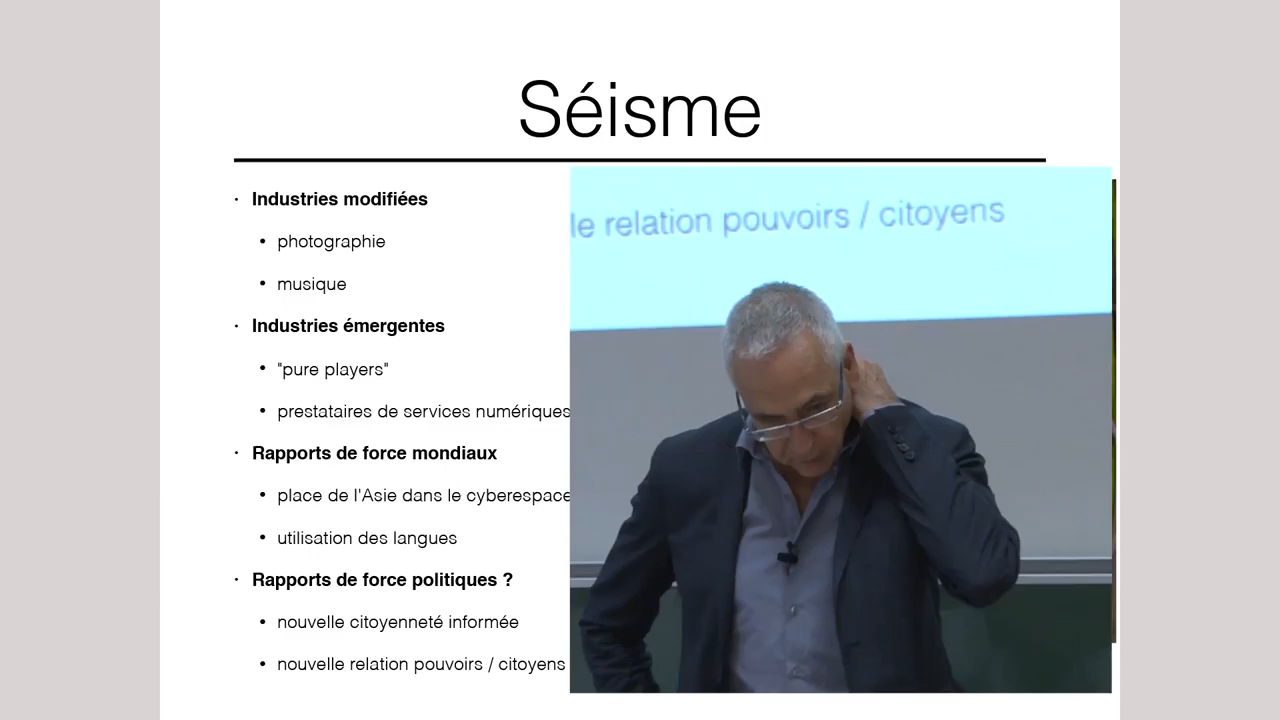 Séisme
· Industries modifiées
• photographie
• musique
· Industries émergentes
• "pure players"
• prestataires de services numériques
· Rapports de force mondiaux
• place de l'Asie dans le cyberespace
• utilisation des langues
· Rapports de force politiques ?
• nouvelle citoyenneté informée
• nouvelle relation pouvoirs / citoyens
le relation pouvoirs / citoyens